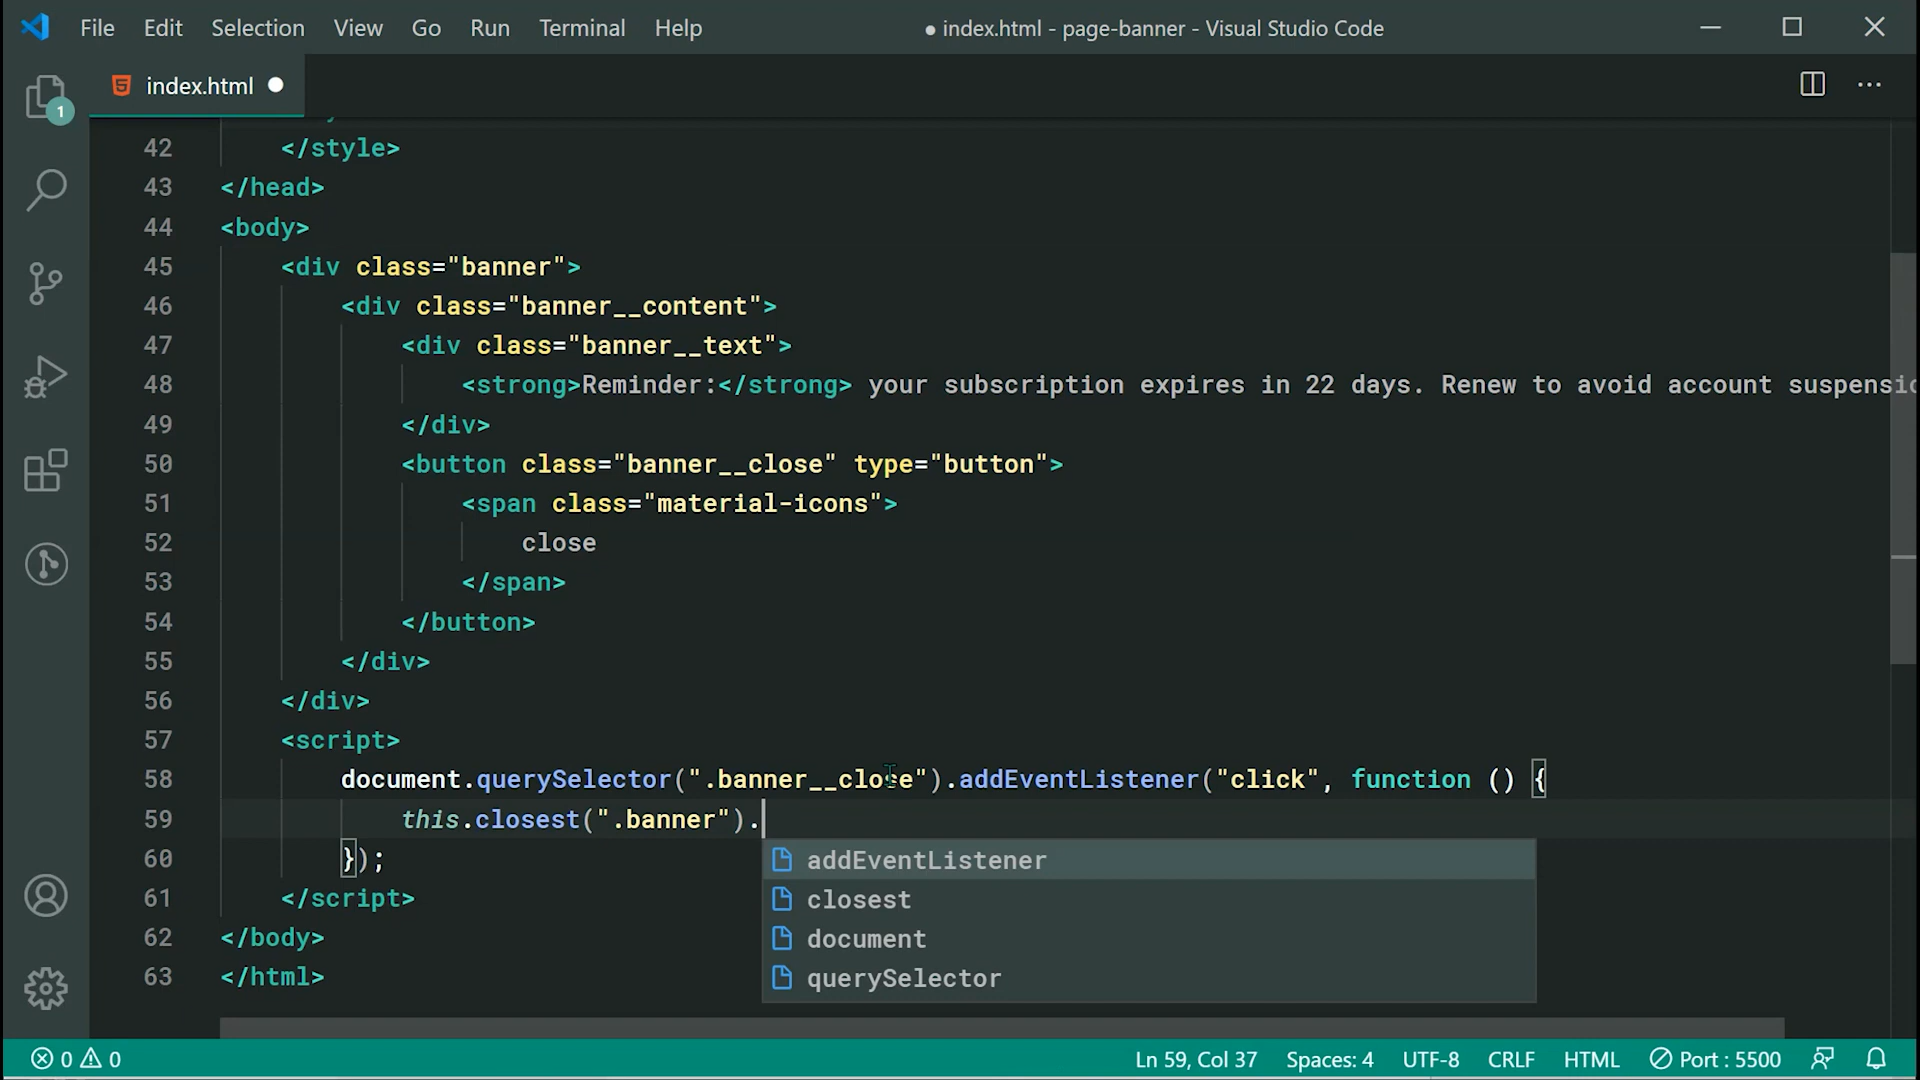 File Edit Selection View Go Run Terminal Help ● index.html - page-banner - Visual Studio Code
index.html
1
42 </style>
43 </head>
44 <body>
45 <div class="banner">
46 <div class="banner__content">
47 <div class="banner__text">
48 <strong>Reminder:</strong> your subscription expires in 22 days. Renew to avoid account suspensio
49 </div>
50 <button class="banner__close" type="button">
51 <span class="material-icons">
52 close
53 </span>
54 </button>
55 </div>
56 </div>
57 <script>
58 document.querySelector(".banner__close").addEventListener("click", function () {
59 this.closest(".banner").
60 });
61 </script>
62 </body>
63 </html>
addEventListener
closest
document
querySelector
0 0 Ln 59, Col 37 Spaces: 4 UTF-8 CRLF HTML Port : 5500